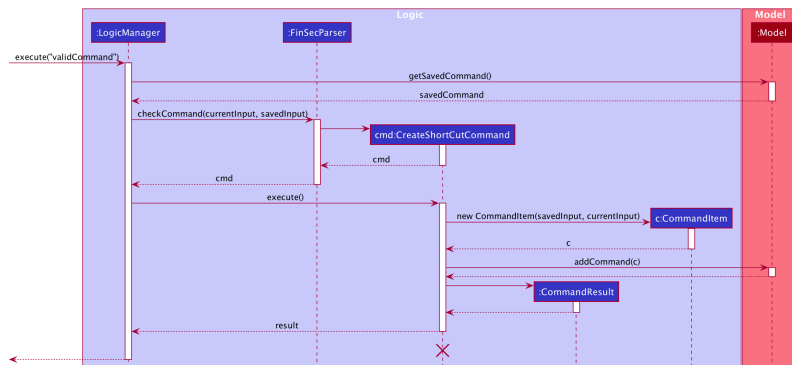 Logic
Model
:LogicManager
:FinSecParser
:Model
execute("validCommand")
getSavedCommand()
savedCommand
checkCommand(currentInput, savedInput)
cmd:CreateShortCutCommand
cmd
cmd
execute()
new CommandItem(savedInput, currentInput)
c:CommandItem
c
addCommand(c)
:CommandResult
result